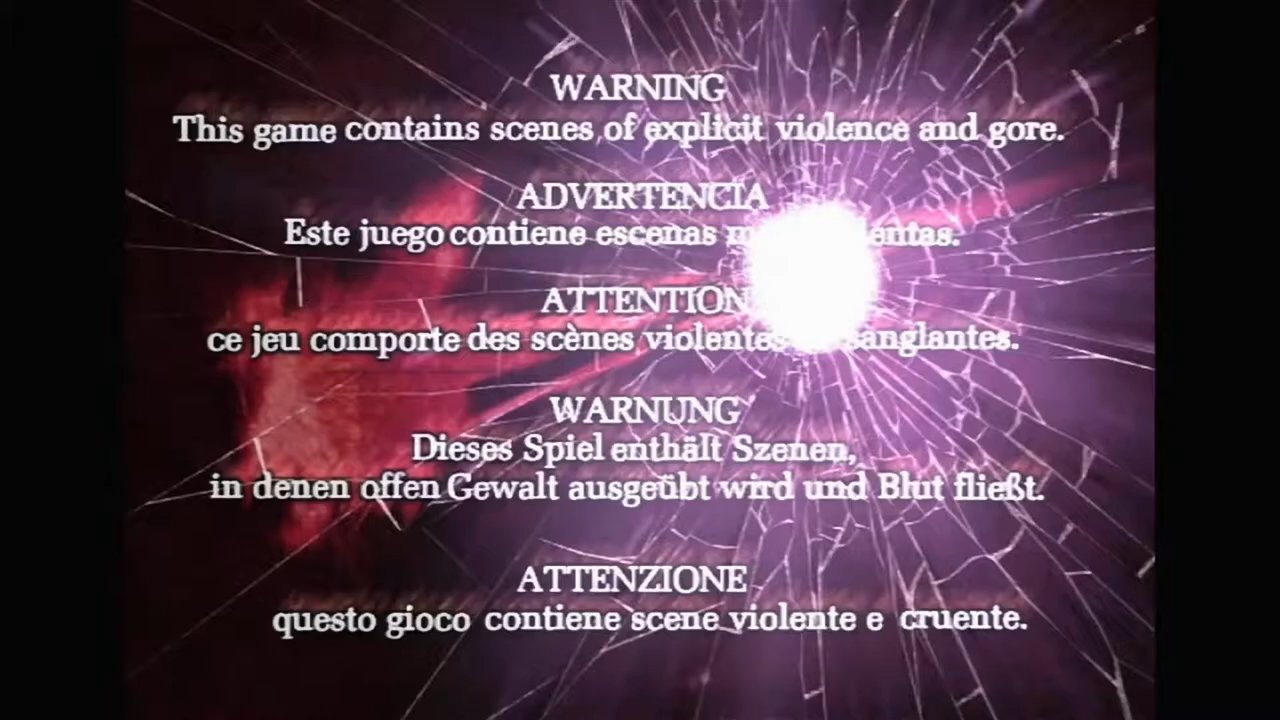 WARNING
This game contains scenes of explicit violence and gore.
ADVERTENCIA
Este juego contiene escenas
ATTENTION
ce jeu comporte des scènes violentes sanglantes.
WARNUNG
Dieses Spiel enthält Szenen,
in denen offen Gewalt ausgeübt wird und Blut fließt.
ATTENZIONE
questo gioco contiene scene violente e cruente.